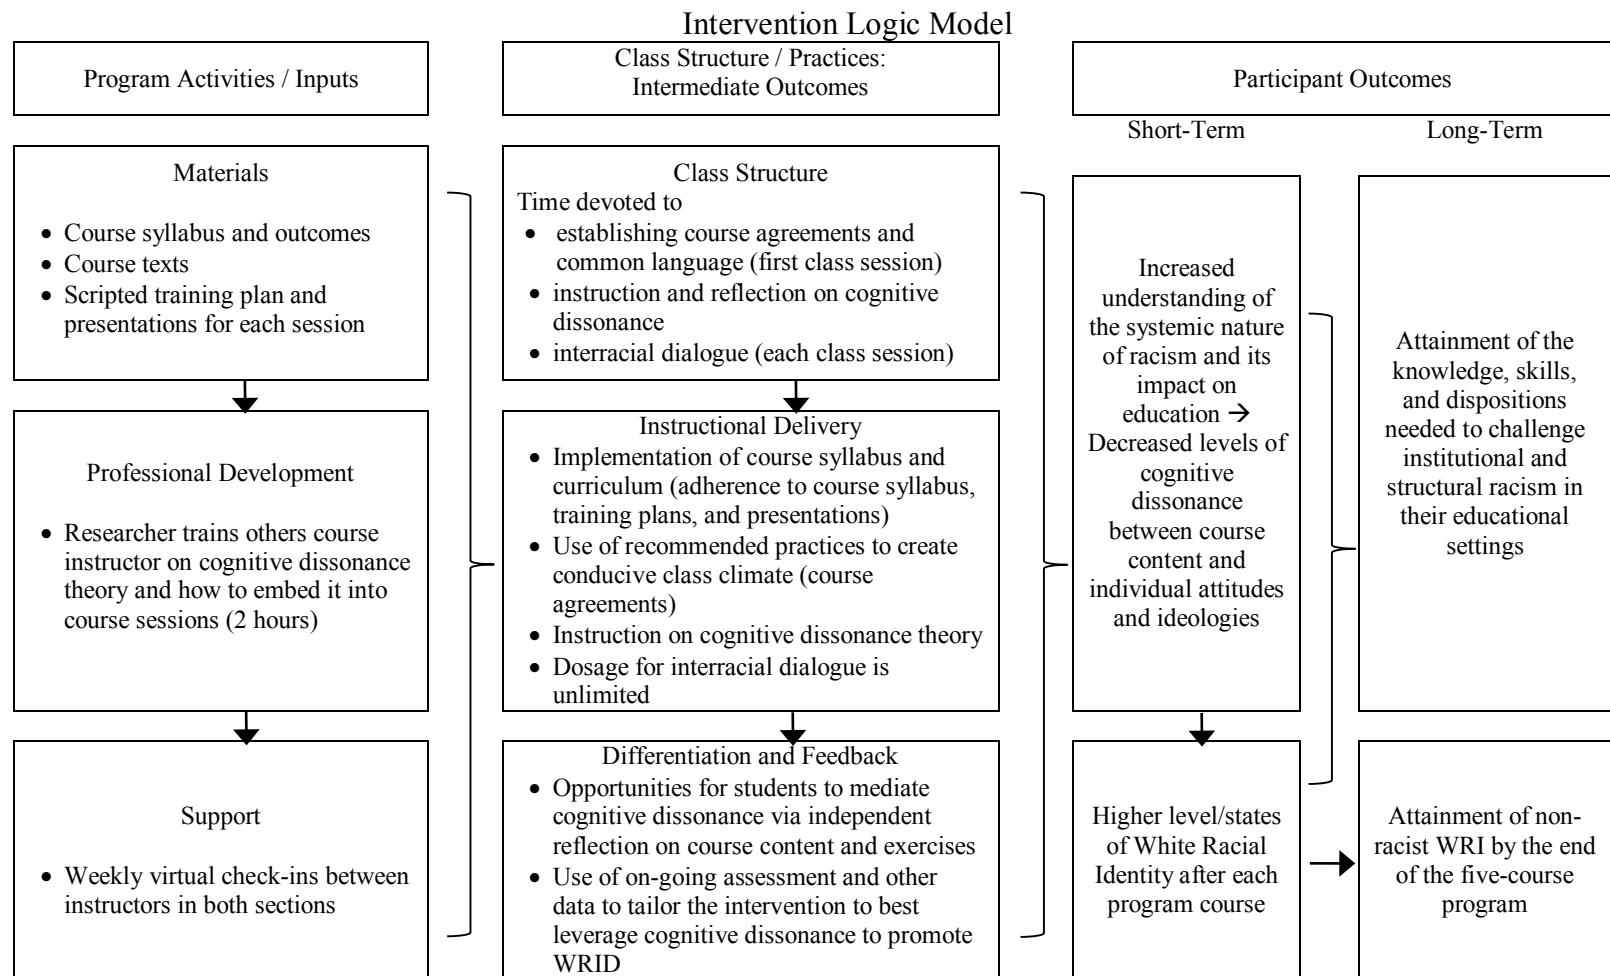 Intervention Logic Model
Program Activities / Inputs
Class Structure / Practices:
Intermediate Outcomes
Participant Outcomes
Short-Term
Long-Term
Materials
• Course syllabus and outcomes
• Course texts
• Scripted training plan and
presentations for each session
Professional Development
• Researcher trains others course
instructor on cognitive dissonance
theory and how to embed it into
course sessions (2 hours)
Support
• Weekly virtual check-ins between
instructors in both sections
Class Structure
Time devoted to
• establishing course agreements and
common language (first class session)
• instruction and reflection on cognitive
dissonance
• interracial dialogue (each class session)
Instructional Delivery
• Implementation of course syllabus and
curriculum (adherence to course syllabus,
training plans, and presentations)
• Use of recommended practices to create
conducive class climate (course
agreements)
• Instruction on cognitive dissonance theory
• Dosage for interracial dialogue is
unlimited
Differentiation and Feedback
• Opportunities for students to mediate
cognitive dissonance via independent
reflection on course content and exercises
• Use of on-going assessment and other
data to tailor the intervention to best
leverage cognitive dissonance to promote
WRID
Increased
understanding of
the systemic nature
of racism and its
impact on
education →
Decreased levels of
cognitive
dissonance
between course
content and
individual attitudes
and ideologies
Higher level/states
of White Racial
Identity after each
program course
Attainment of the
knowledge, skills,
and dispositions
needed to challenge
institutional and
structural racism in
their educational
settings
Attainment of non-
racist WRI by the end
of the five-course
program